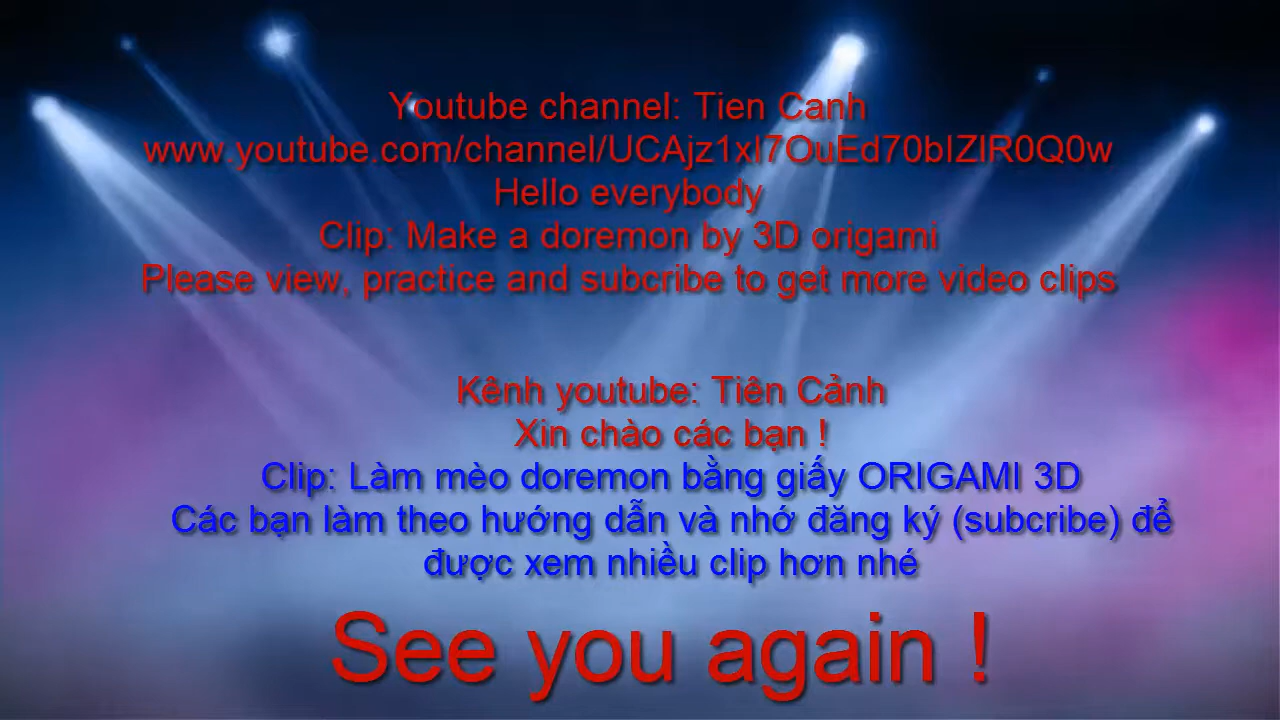 Youtube channel: Tien Canh
www.youtube.com/channel/UCAjz1xI7OuEd70bIZIR0Q0w
Hello everybody
Clip: Make a doremon by 3D origami
Please view, practice and subcribe to get more video clips
Kênh youtube: Tiên Cảnh
Xin chào các bạn !
Clip: Làm mèo doremon bằng giấy ORIGAMI 3D
Các bạn làm theo hướng dẫn và nhớ đăng ký (subcribe) để
được xem nhiều clip hơn nhé
See you again !